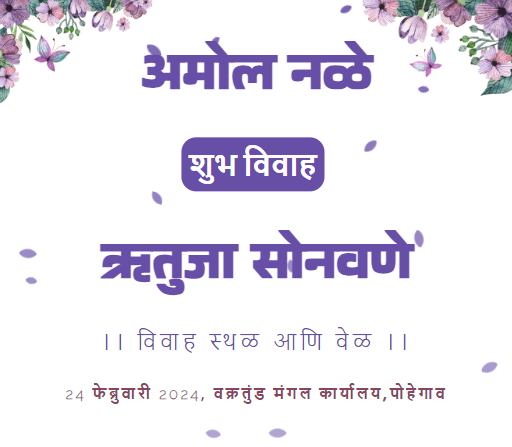 अमोल नळे
शुभ विवाह
ऋतुजा सोनवणे
।। विवाह स्थळ आणि वेळ ।।
24 फेब्रुवारी 2024, वक्रतुंड मंगल कार्यालय,पोहेगाव